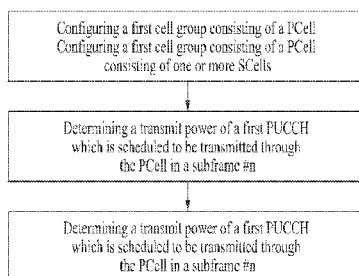 Configuring a first cell group consisting of a PCell
Configuring a first cell group consisting of a PCell
consisting of one or more SCells
Determining a transmit power of a first PUCCH
which is scheduled to be transmitted through
the PCell in a subframe #n
Determining a transmit power of a first PUCCH
which is scheduled to be transmitted through
the PCell in a subframe #n